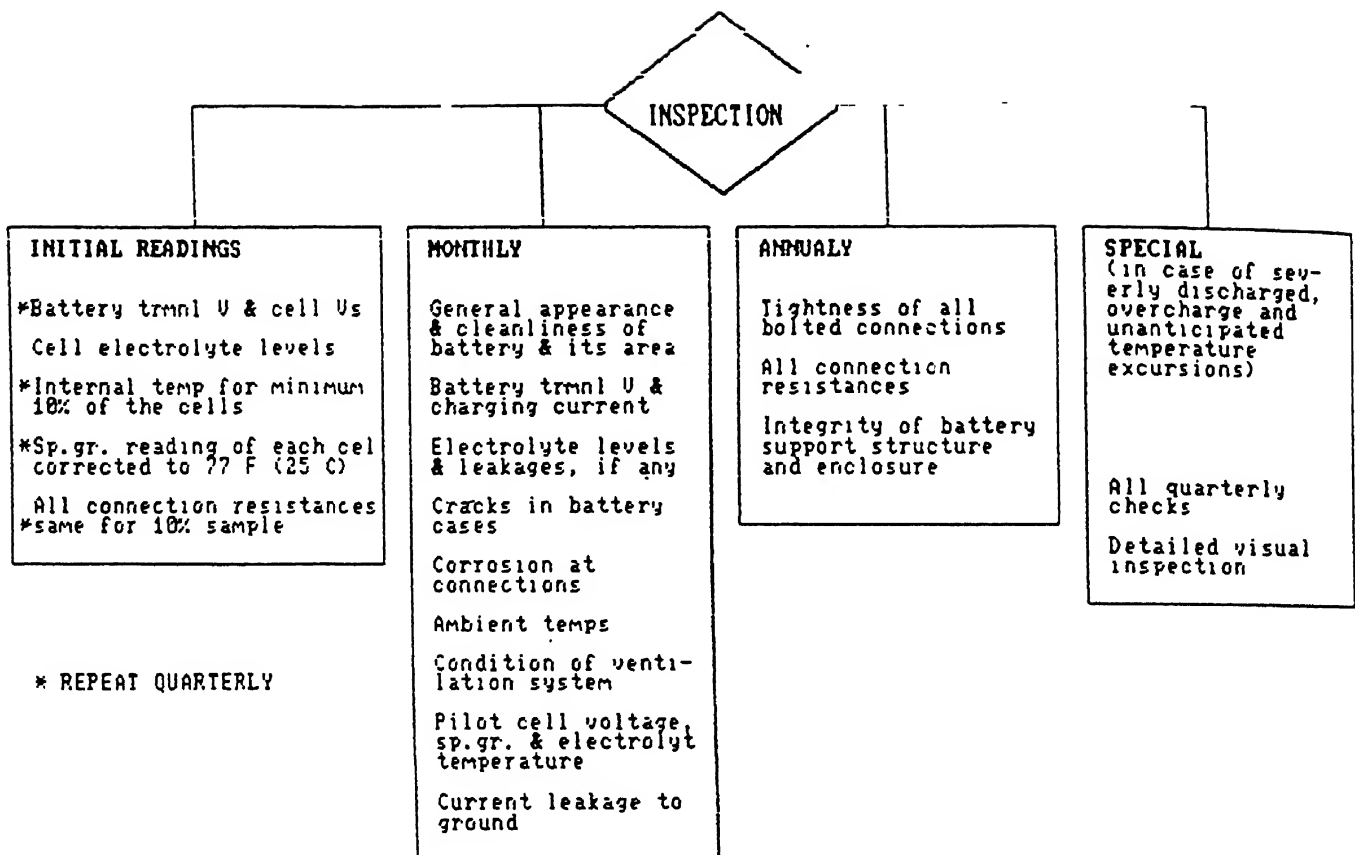 INSPECTION
INITIAL READINGS
*Battery trmnl V & cell Vs
Cell electrolyte levels
*Internal temp for minimum
10% of the cells
*Sp.gr. reading of each cel
corrected to 77 F (25 C)
All connection resistances
*same for 10% sample
* REPEAT QUARTERLY
MONTHLY
General appearance
& cleanliness of
battery & its area
Battery trmnl V &
charging current
Electrolyte levels
& leakages, if any
Cracks in battery
cases
Corrosion at
connections
Ambient temps
Condition of venti-
lation system
Pilot cell voltage,
sp.gr. & electrolyt
temperature
Current leakage to
ground
ANNUALY
Tightness of all
bolted connections
All connection
resistances
Integrity of battery
support structure
and enclosure
SPECIAL
(in case of sev-
erly discharged,
overcharge and
unanticipated
temperature
excursions)
All quarterly
checks
Detailed visual
inspection